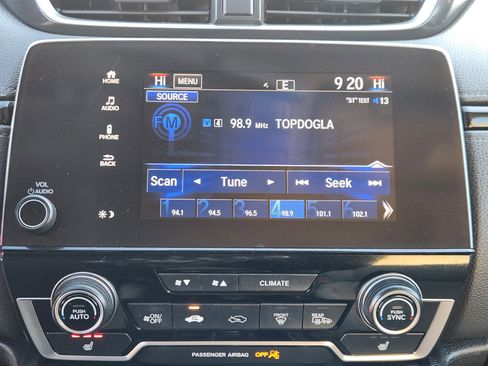 Hi MENU E 9 20 Hi
SOURCE "ST" TEXT 13
FM 4 98.9 MHz TOPDOGLA
Scan Tune Seek
1 94.1 2 94.5 3 96.5 4 98.9 5 101.1 6 102.1
HOME
AUDIO
PHONE
BACK
VOL
AUDIO
CLIMATE
PUSH AUTO
ON/OFF
FRONT
REAR
PUSH SYNC
PASSENGER AIRBAG OFF